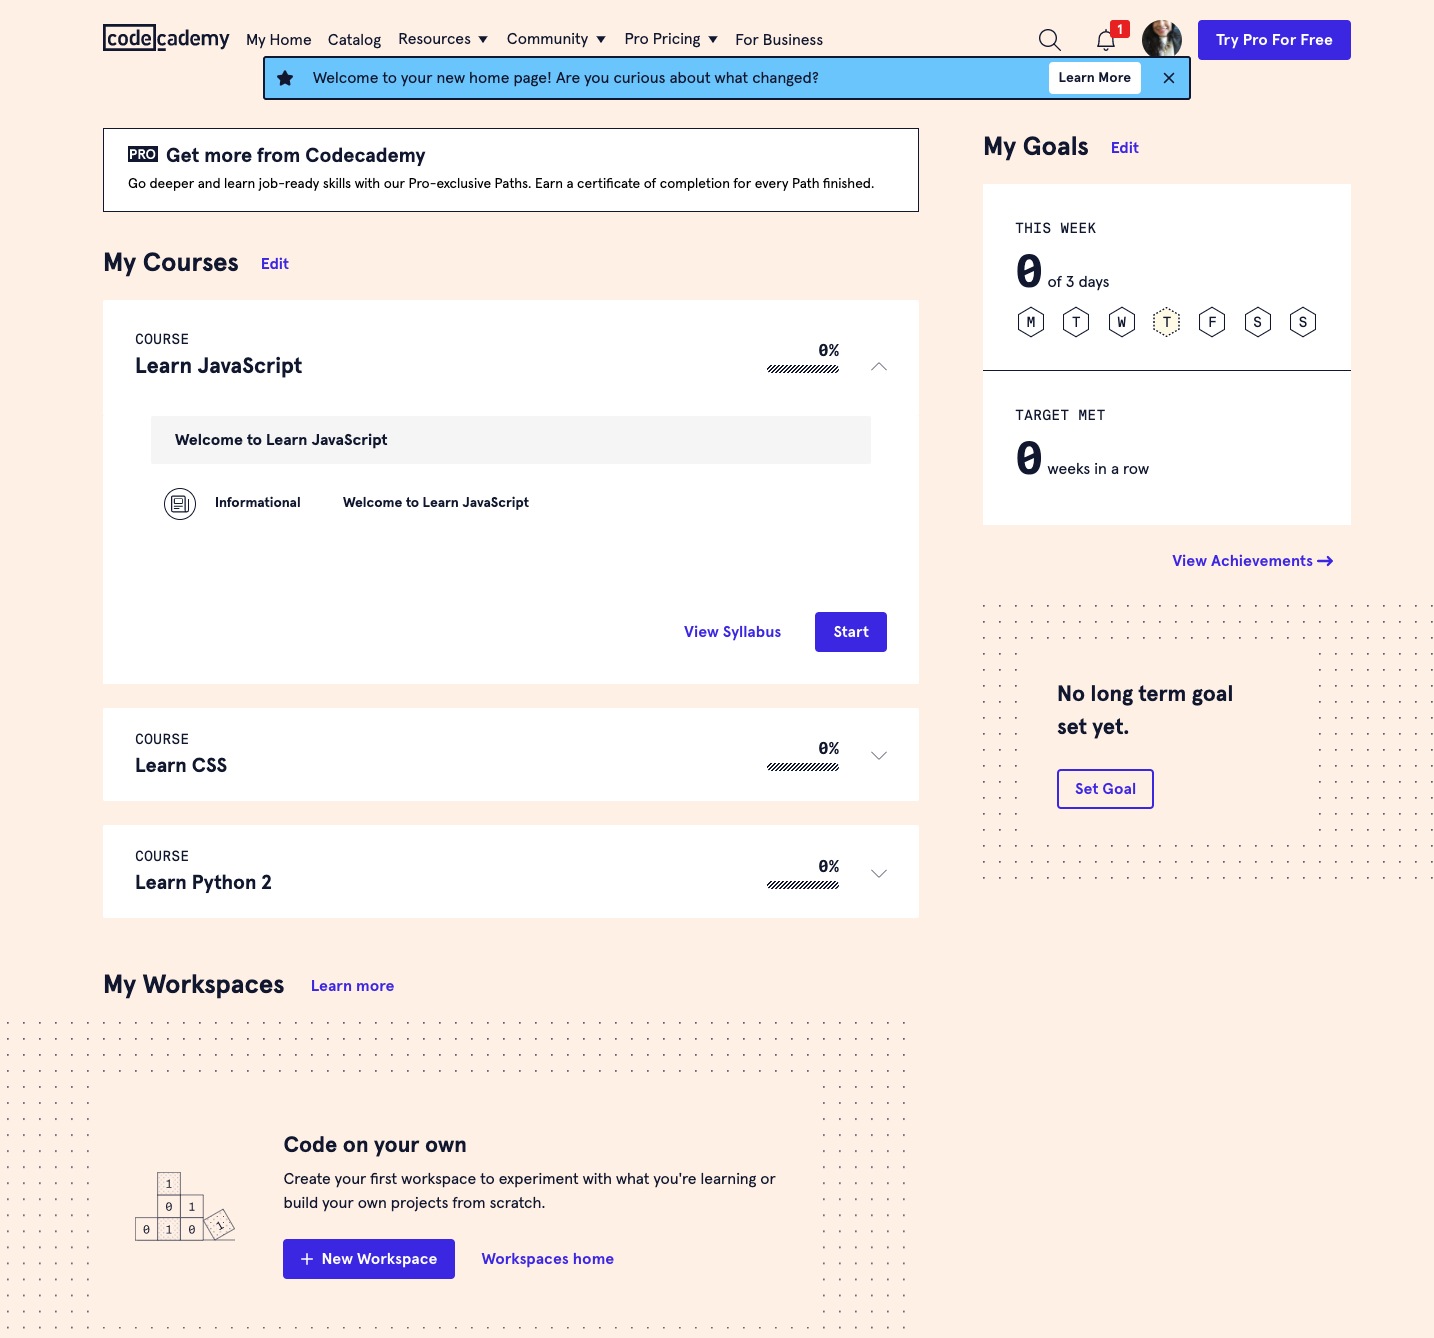 codecademy My Home Catalog Resources Community Pro Pricing For Business 1 Try Pro For Free
Welcome to your new home page! Are you curious about what changed? Learn More
PRO Get more from Codecademy
Go deeper and learn job-ready skills with our Pro-exclusive Paths. Earn a certificate of completion for every Path finished.
My Courses Edit
COURSE
Learn JavaScript
0%
Welcome to Learn JavaScript
Informational Welcome to Learn JavaScript
View Syllabus Start
COURSE
Learn CSS
0%
COURSE
Learn Python 2
0%
My Workspaces Learn more
1
0 1
0 1 0 1
Code on your own
Create your first workspace to experiment with what you're learning or
build your own projects from scratch.
New Workspace Workspaces home
My Goals Edit
THIS WEEK
0 of 3 days
M T W T F S S
TARGET MET
0 weeks in a row
View Achievements
No long term goal
set yet.
Set Goal